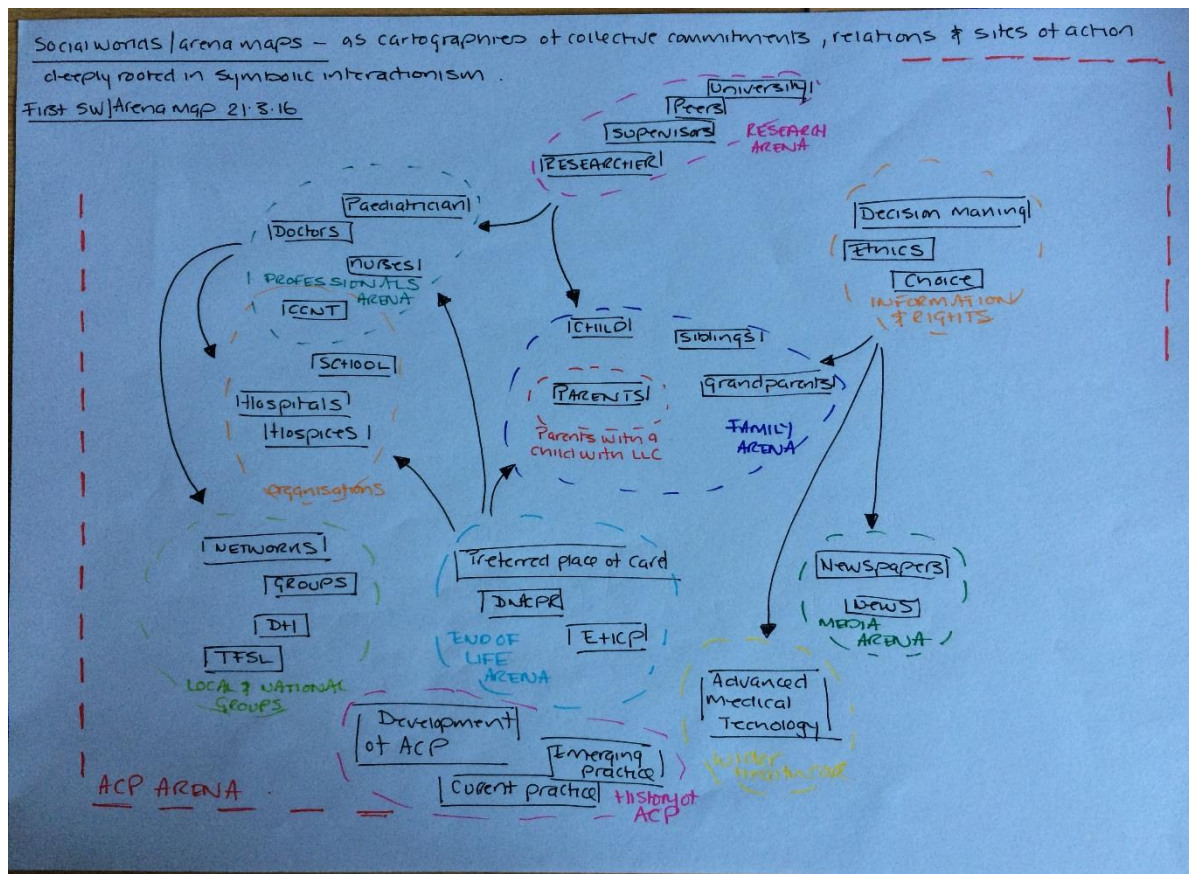 Social worlds/arena maps – as cartographies of collective commitments, relations & sites of action
deeply rooted in symbolic interactionism.
First SW/Arena map 21.3.16
University
Peers
Supervisors
RESEARCHER
RESEARCH
ARENA
Paediatrician
Doctors
nurses
PROFESSIONALS
ARENA
CCNT
SCHOOL
Hospitals
Hospices
organisations
CHILD
Siblings
Grandparents
PARENTS
Parents with a
child with LLC
FAMILY
ARENA
Decision making
Ethics
Choice
INFORMATION
& RIGHTS
NETWORKS
GROUPS
DH
TFSL
LOCAL & NATIONAL
GROUPS
Preferred place of care
DNACPR
EHCP
END OF
LIFE
ARENA
Newspapers
NEWS
MEDIA
ARENA
Advanced
Medical
Tecnology
Wider
Healthcare
Development
of ACP
Emerging
practice
Current practice
History of
ACP
ACP ARENA